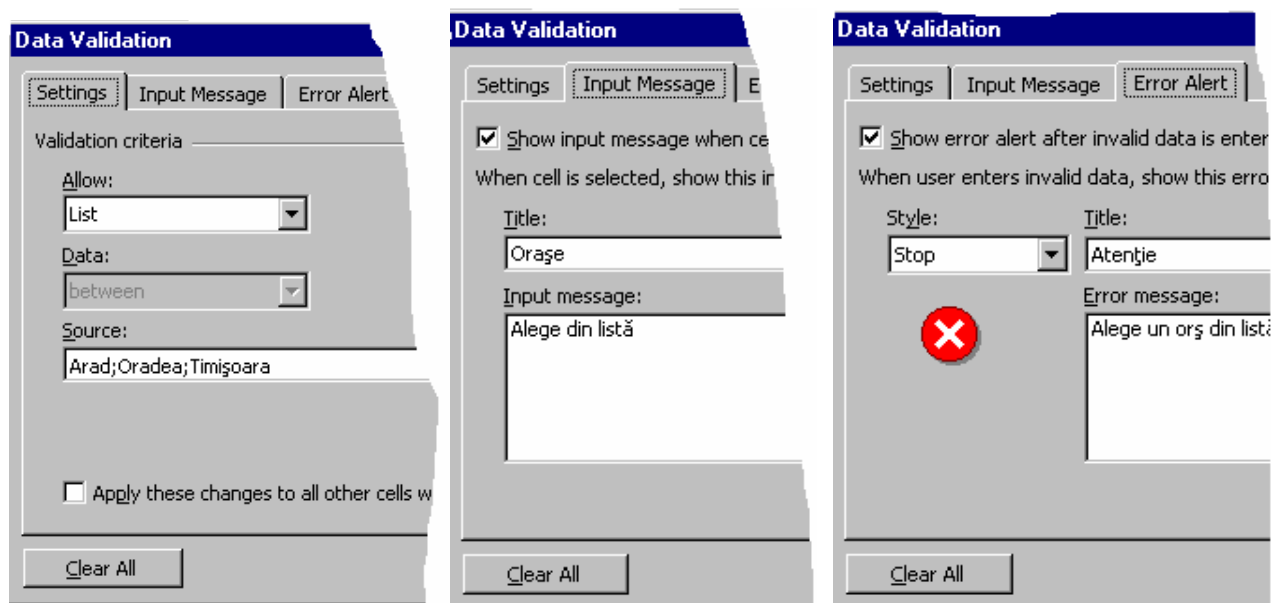 Data Validation
Settings Input Message Error Alert
Validation criteria
Allow:
List
Data:
between
Source:
Arad;Oradea;Timişoara
Apply these changes to all other cells w
Clear All
Data Validation
Settings Input Message E
Show input message when ce
When cell is selected, show this in
Title:
Oraşe
Input message:
Alege din listă
Clear All
Data Validation
Settings Input Message Error Alert
Show error alert after invalid data is enter
When user enters invalid data, show this erro
Style: Title:
Stop Atenţie
Error message:
Alege un orş din listă
Clear All